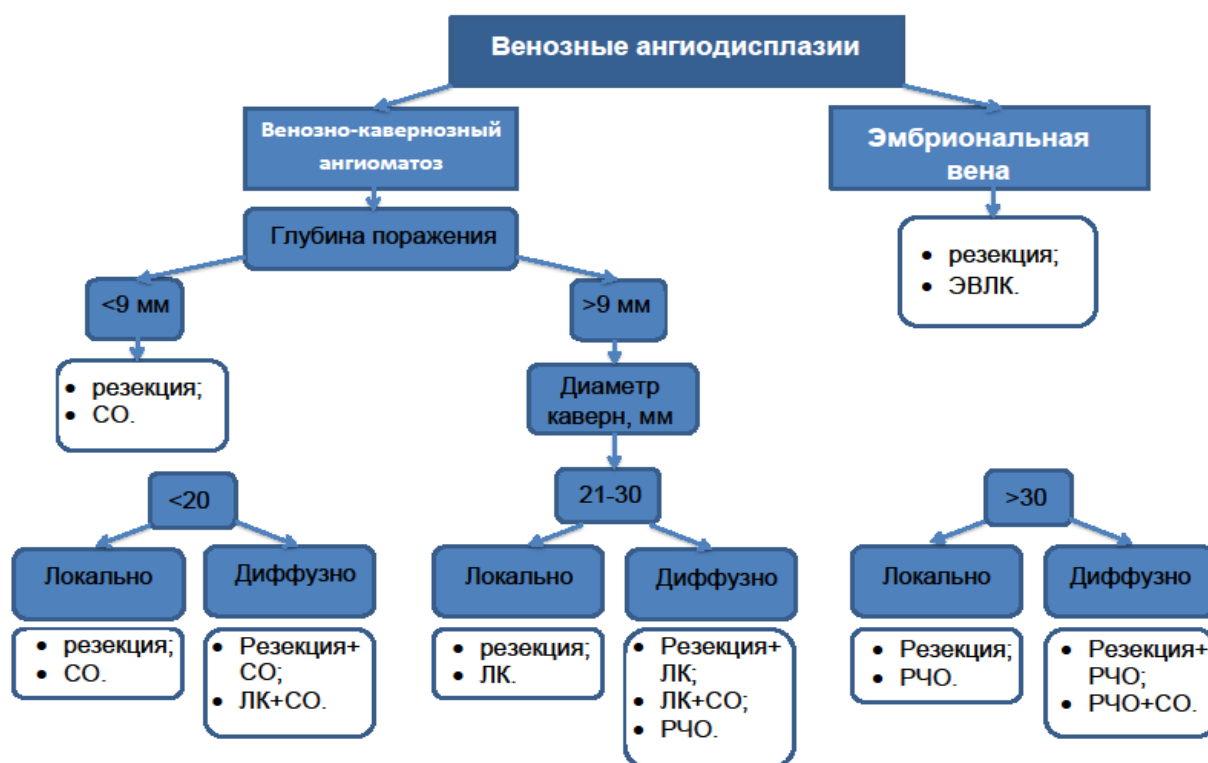 Венозные ангиодисплазии
Венозно-кавернозный
ангиоматоз
Эмбриональная
вена
Глубина поражения
• резекция;
• ЭВЛК.
<9 мм
>9 мм
• резекция;
• СО.
Диаметр
каверн, мм
<20
21-30
>30
Локально
Диффузно
Локально
Диффузно
Локально
Диффузно
• резекция;
• СО.
• Резекция+
СО;
• ЛК+СО.
• резекция;
• ЛК.
• Резекция+
ЛК;
• ЛК+СО;
• РЧО.
• Резекция;
• РЧО.
• Резекция+
РЧО;
• РЧО+СО.